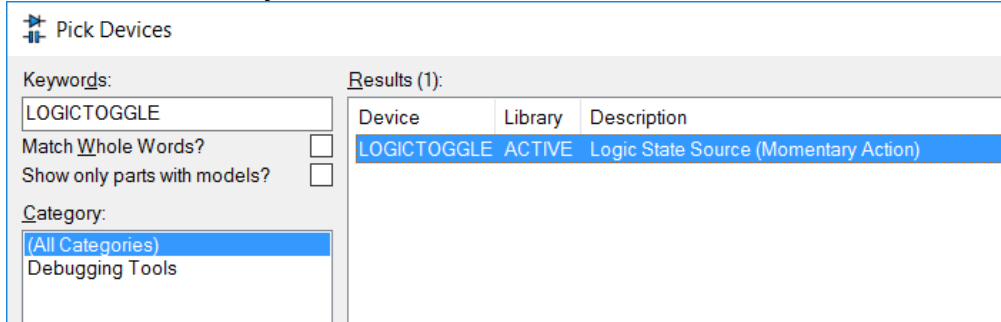 Pick Devices
Keywords:
LOGICTOGGLE
Match Whole Words?
Show only parts with models?
Category:
(All Categories)
Debugging Tools
Results (1):
Device Library Description
LOGICTOGGLE ACTIVE Logic State Source (Momentary Action)